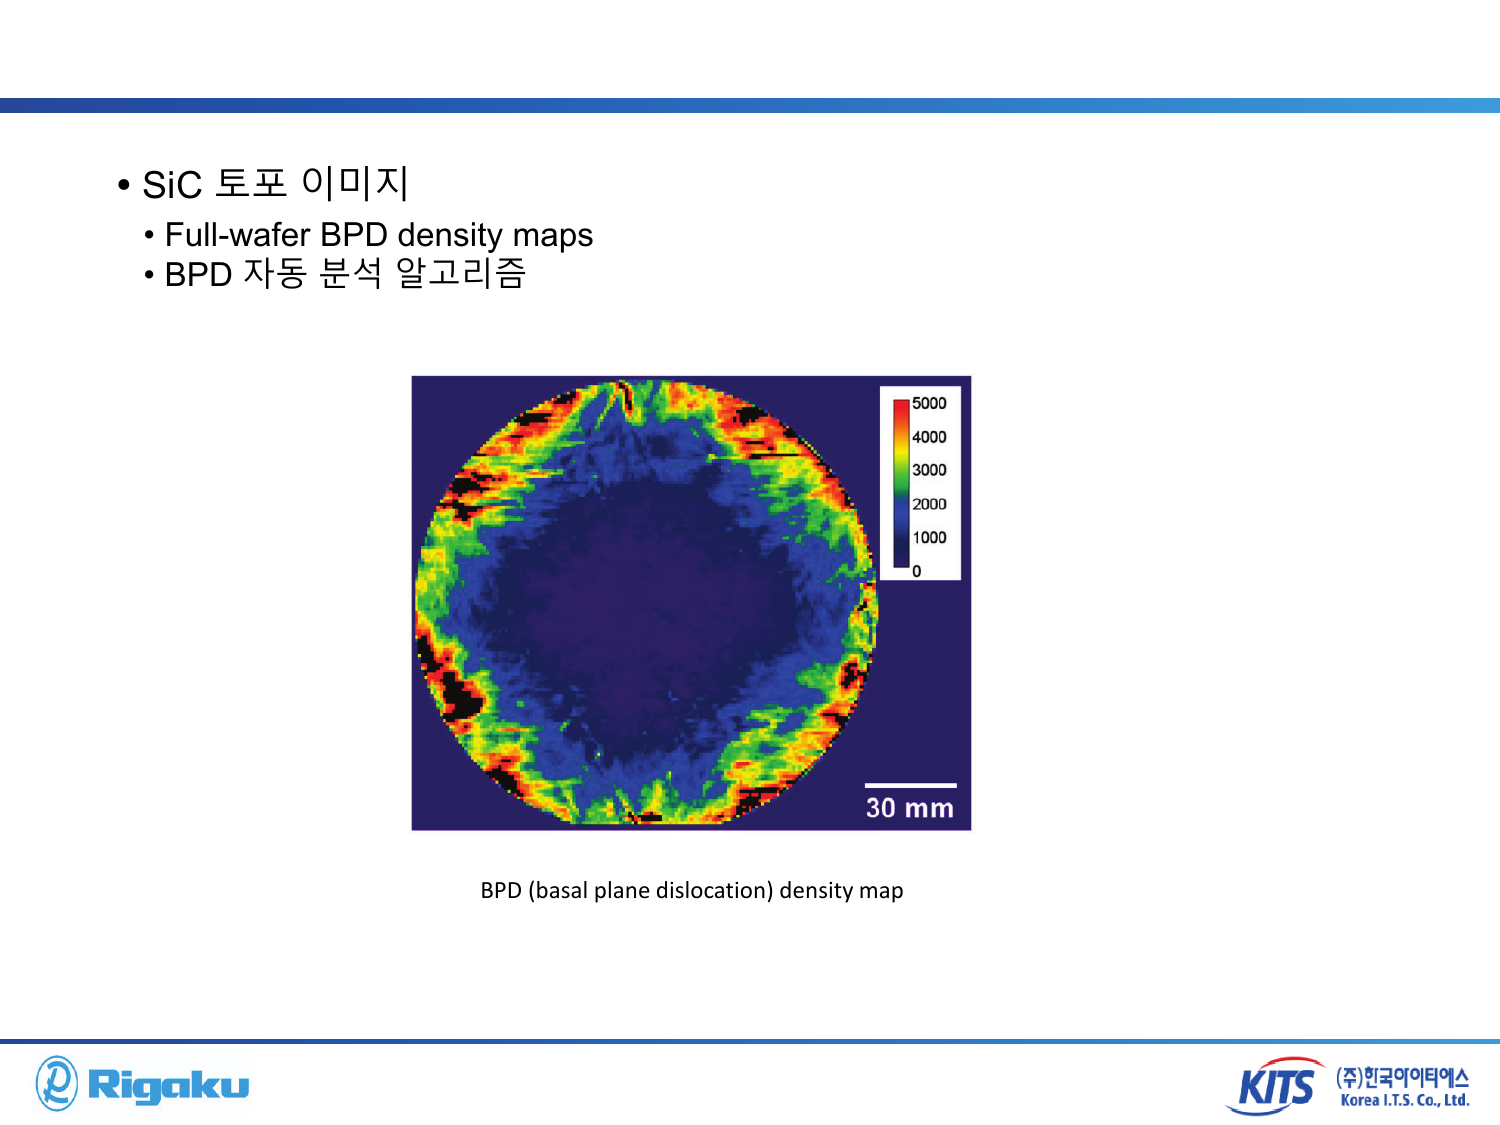 • SiC 토포 이미지
• Full-wafer BPD density maps
• BPD 자동 분석 알고리즘
5000
4000
3000
2000
1000
0
30 mm
BPD (basal plane dislocation) density map
Rigaku
KITS
(주)한국아이티에스
Korea I.T.S. Co., Ltd.